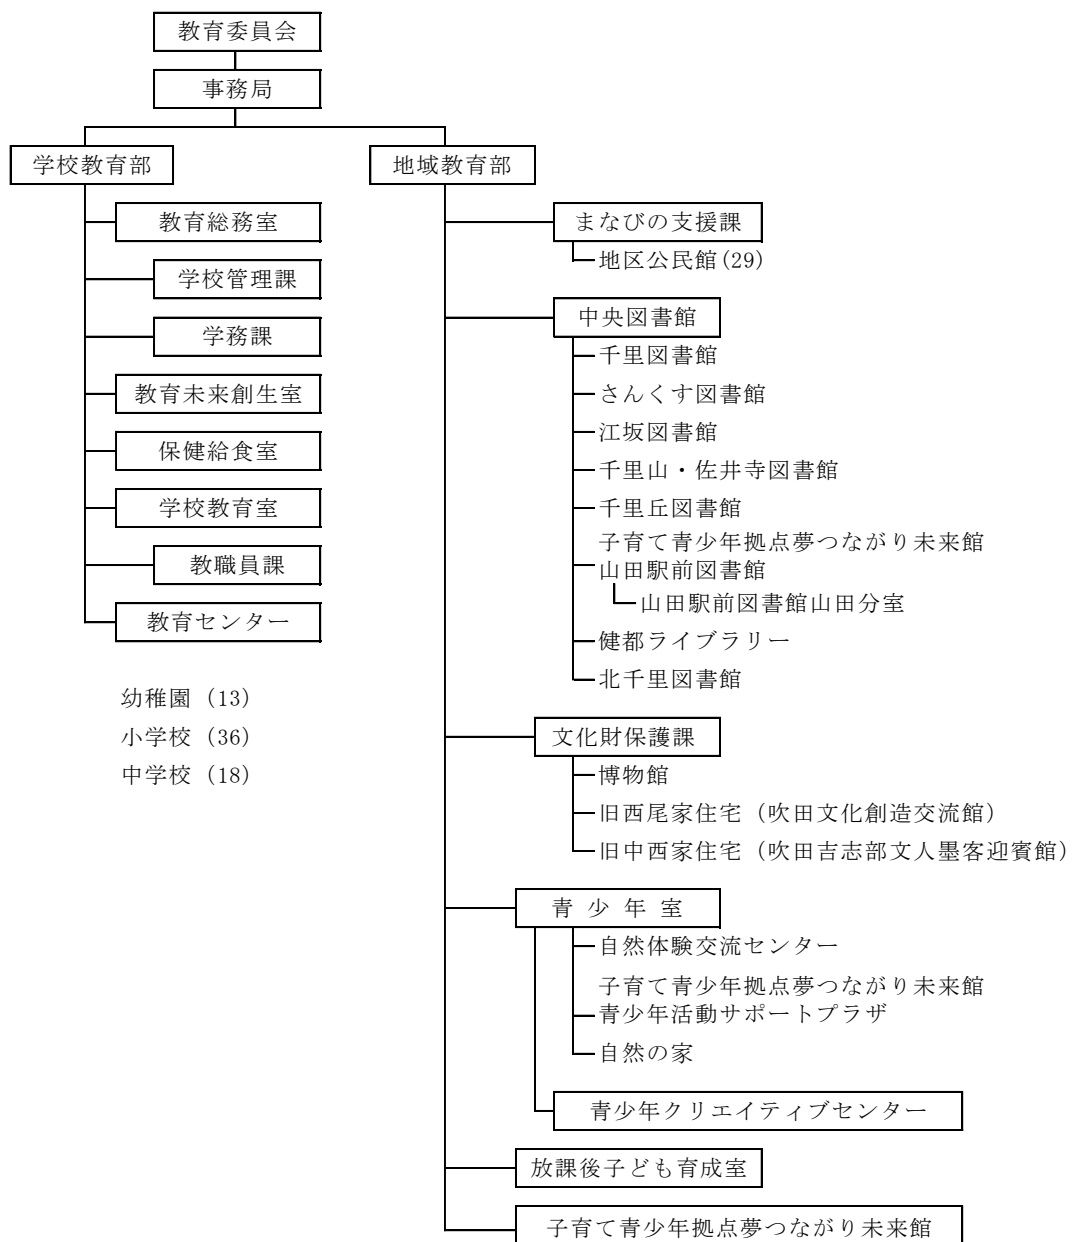 教育委員会
事務局
学校教育部
地域教育部
教育総務室
学校管理課
学務課
教育未来創生室
保健給食室
学校教育室
教職員課
教育センター
幼稚園 (13)
小学校 (36)
中学校 (18)
まなびの支援課
地区公民館(29)
中央図書館
千里図書館
さんくす図書館
江坂図書館
千里山・佐井寺図書館
千里丘図書館
子育て青少年拠点夢つながり未来館
山田駅前図書館
山田駅前図書館山田分室
健都ライブラリー
北千里図書館
文化財保護課
博物館
旧西尾家住宅 (吹田文化創造交流館)
旧中西家住宅 (吹田吉志部文人墨客迎賓館)
青 少 年 室
自然体験交流センター
子育て青少年拠点夢つながり未来館
青少年活動サポートプラザ
自然の家
青少年クリエイティブセンター
放課後子ども育成室
子育て青少年拠点夢つながり未来館